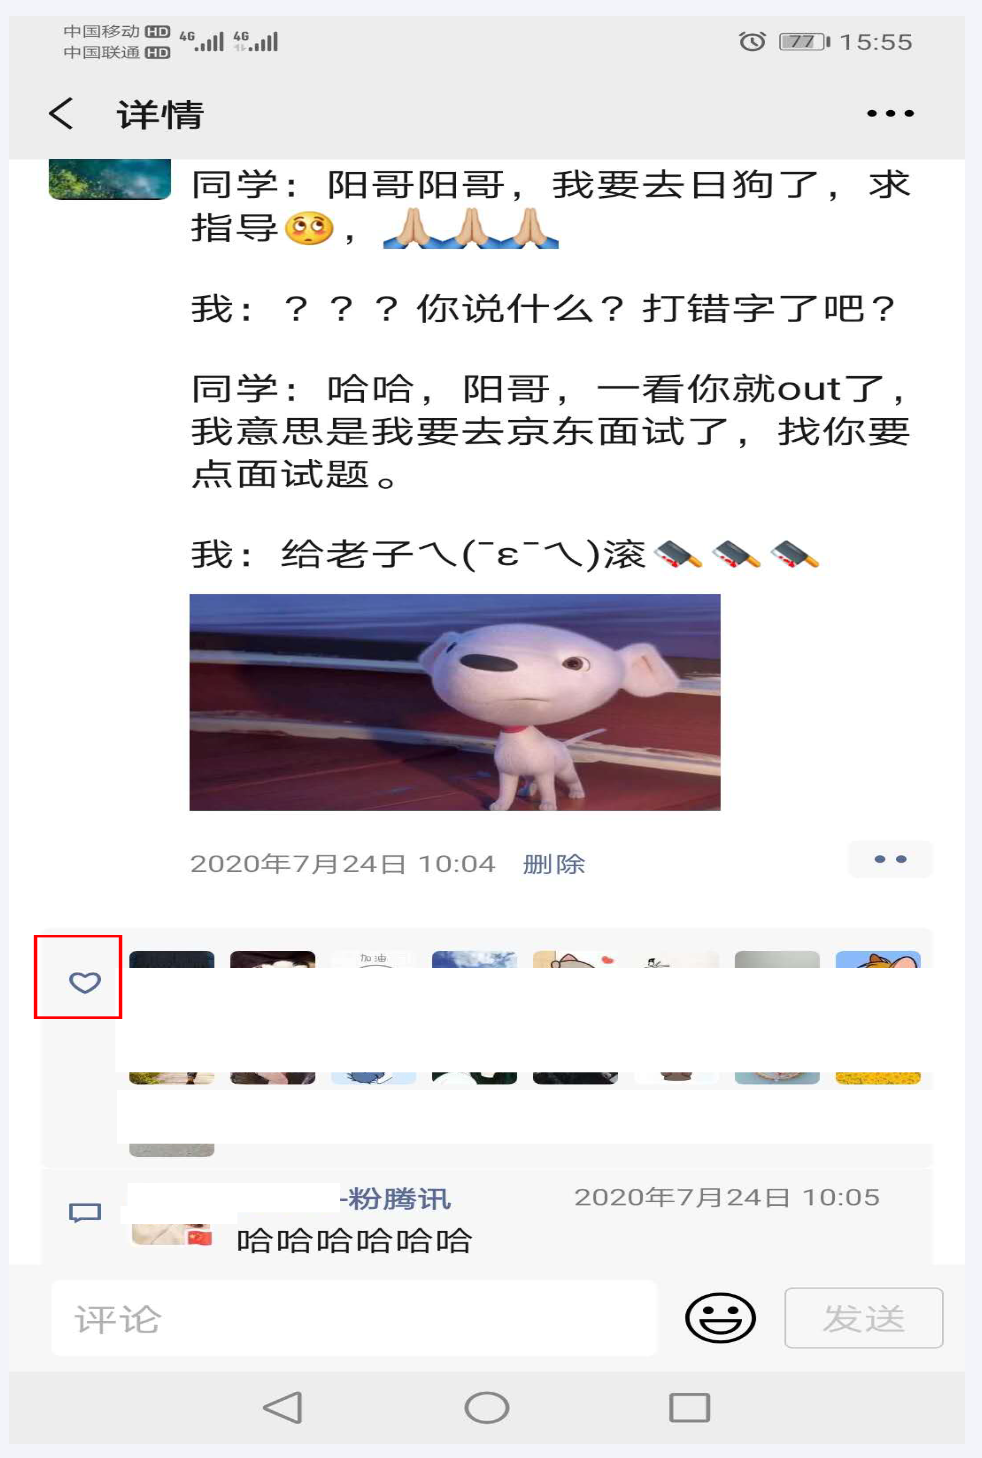 中国移动 HD 4G 4G 77 15:55
中国联通 HD
详情
同学：阳哥阳哥，我要去日狗了，求
指导🥺，🙏🙏🙏
我：？？？你说什么？打错字了吧？
同学：哈哈，阳哥，一看你就out了，
我意思是我要去京东面试了，找你要
点面试题。
我：给老子ㄟ(¯ε¯ㄟ)滚🔪🔪🔪
2020年7月24日 10:04 删除
加油
-粉腾讯 2020年7月24日 10:05
哈哈哈哈哈哈
评论 发送